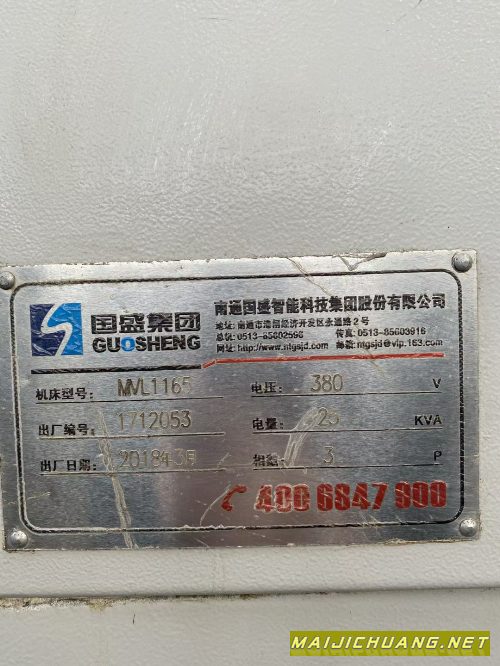 国盛集团
GUOSHENG
南通国盛智能科技集团股份有限公司
地址: 南通市港闸经济开发区永通路2号
总机: 0513-85602596 传真: 0513-85603916
网址: http://www.ntgsjd.com 邮箱: ntgsjd@vip.163.com
机床型号: MVL1165 电压: 380 V
出厂编号: 1712053 电量: 25 KVA
出厂日期: 2018年3月 相数: 3 P
400 6847 900
MAIJICHUANG.NET